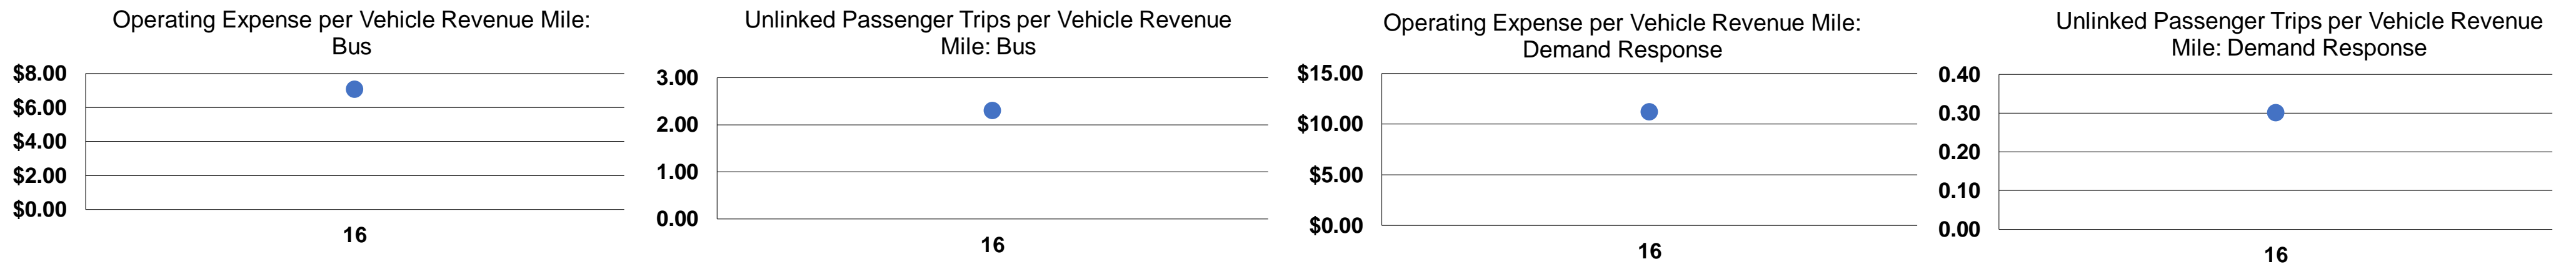 Operating Expense per Vehicle Revenue Mile:
Bus
$8.00
$6.00
$4.00
$2.00
$0.00
16
Unlinked Passenger Trips per Vehicle Revenue
Mile: Bus
3.00
2.00
1.00
0.00
16
Operating Expense per Vehicle Revenue Mile:
Demand Response
$15.00
$10.00
$5.00
$0.00
16
Unlinked Passenger Trips per Vehicle Revenue
Mile: Demand Response
0.40
0.30
0.20
0.10
0.00
16